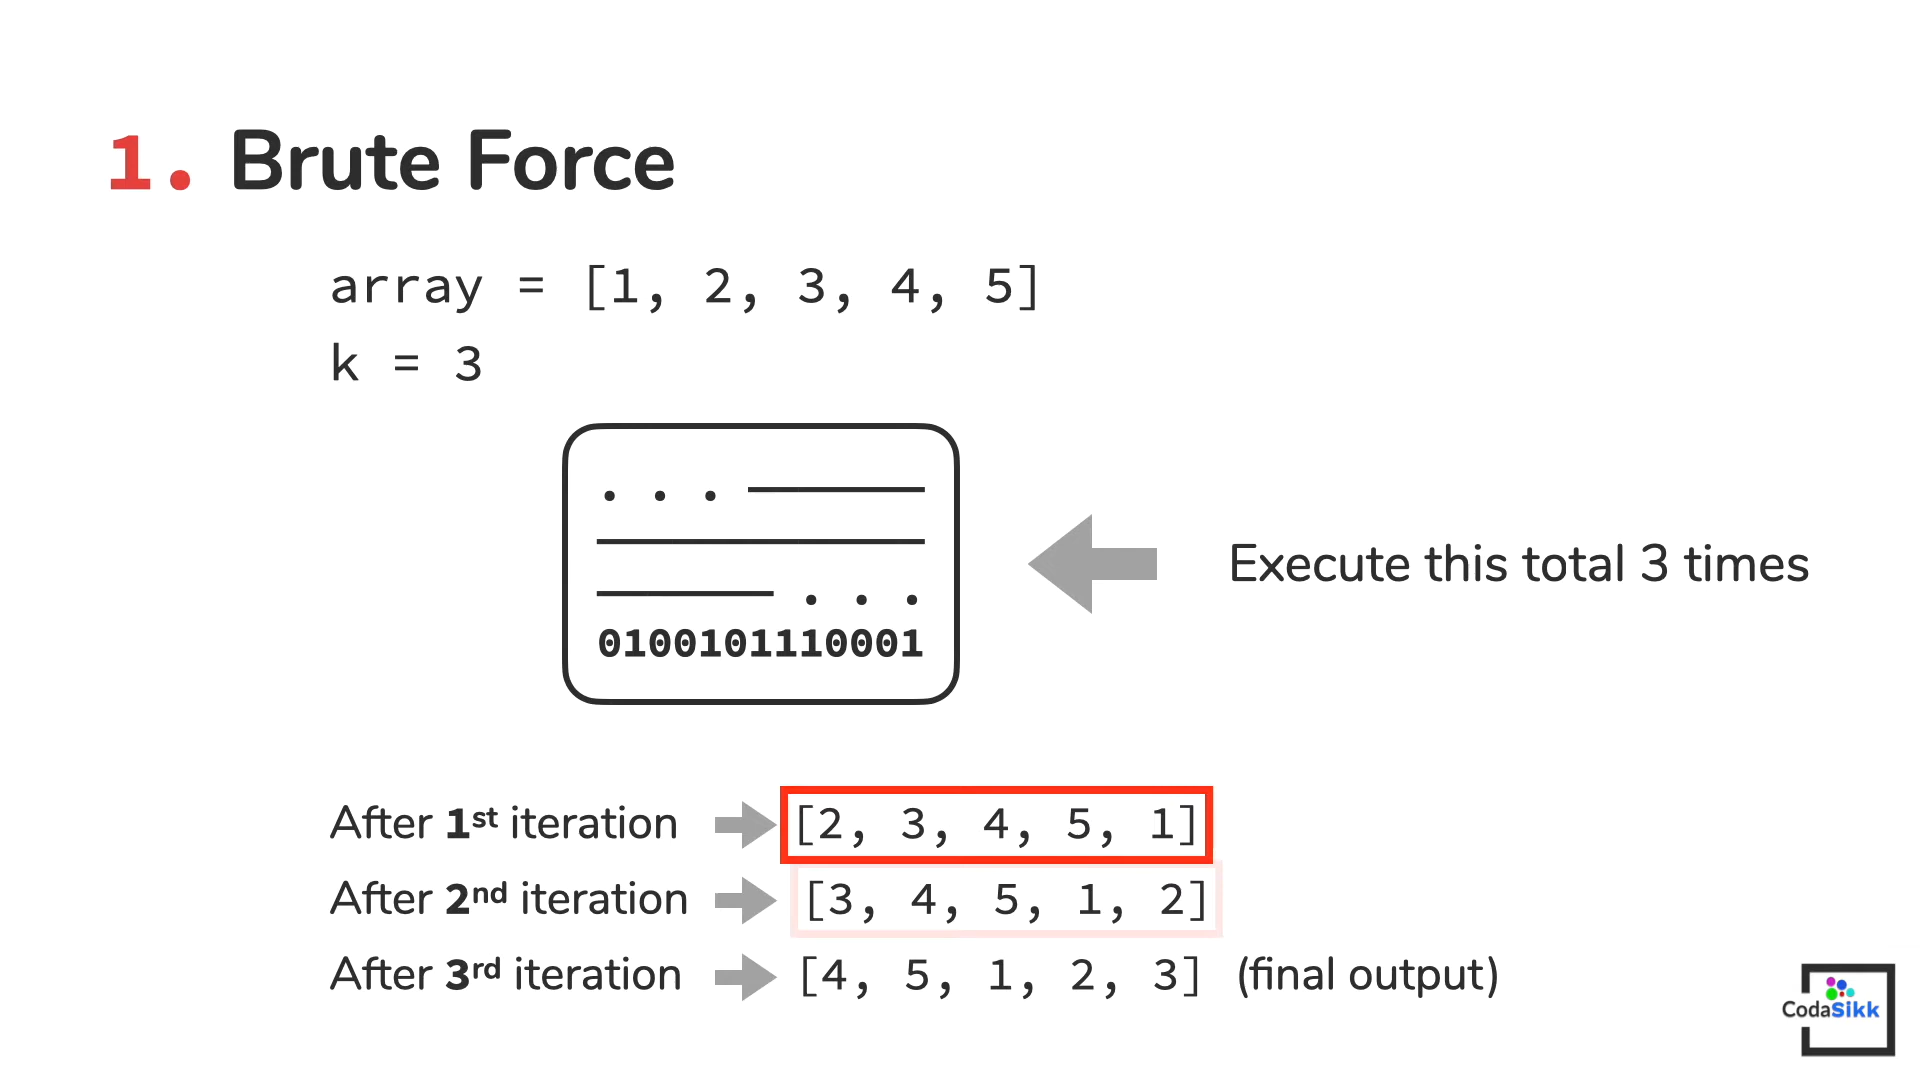 1. Brute Force
array = [1, 2, 3, 4, 5]
k = 3
. . .
. . .
0100101110001
Execute this total 3 times
After 1st iteration [2, 3, 4, 5, 1]
After 2nd iteration [3, 4, 5, 1, 2]
After 3rd iteration [4, 5, 1, 2, 3] (final output)
CodaSikk